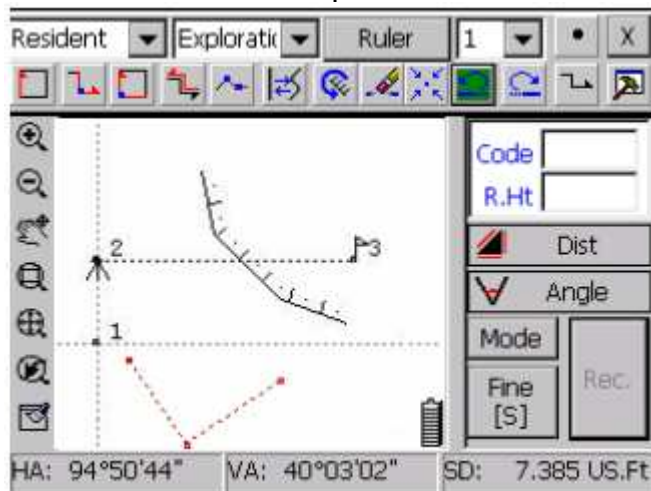 Resident Exploratic Ruler 1 X
Code
R.Ht
2 3 Dist
Angle
1
Mode
Fine
[S]
Rec.
HA: 94°50'44" VA: 40°03'02" SD: 7.385 US.Ft